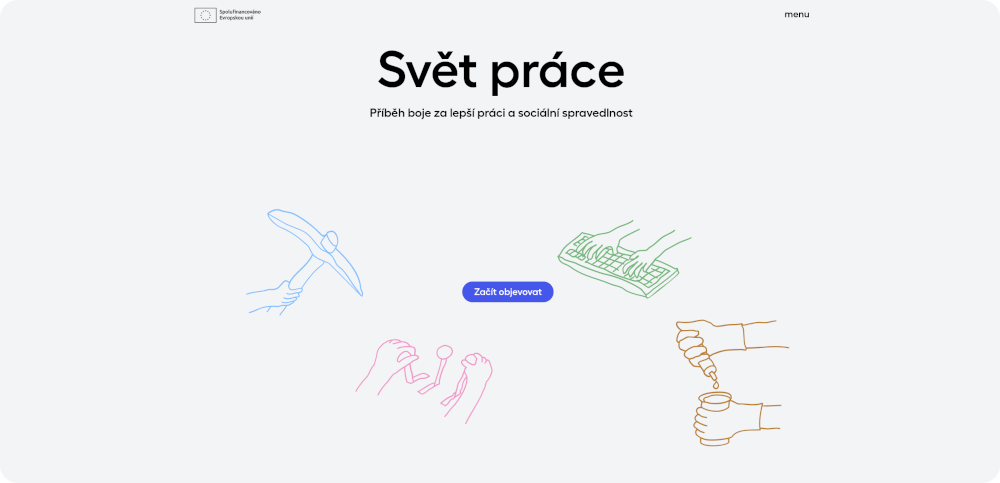 Spolufinancováno
Evropskou unií
menu
Svět práce
Příběh boje za lepší práci a sociální spravedlnost
Začít objevovat